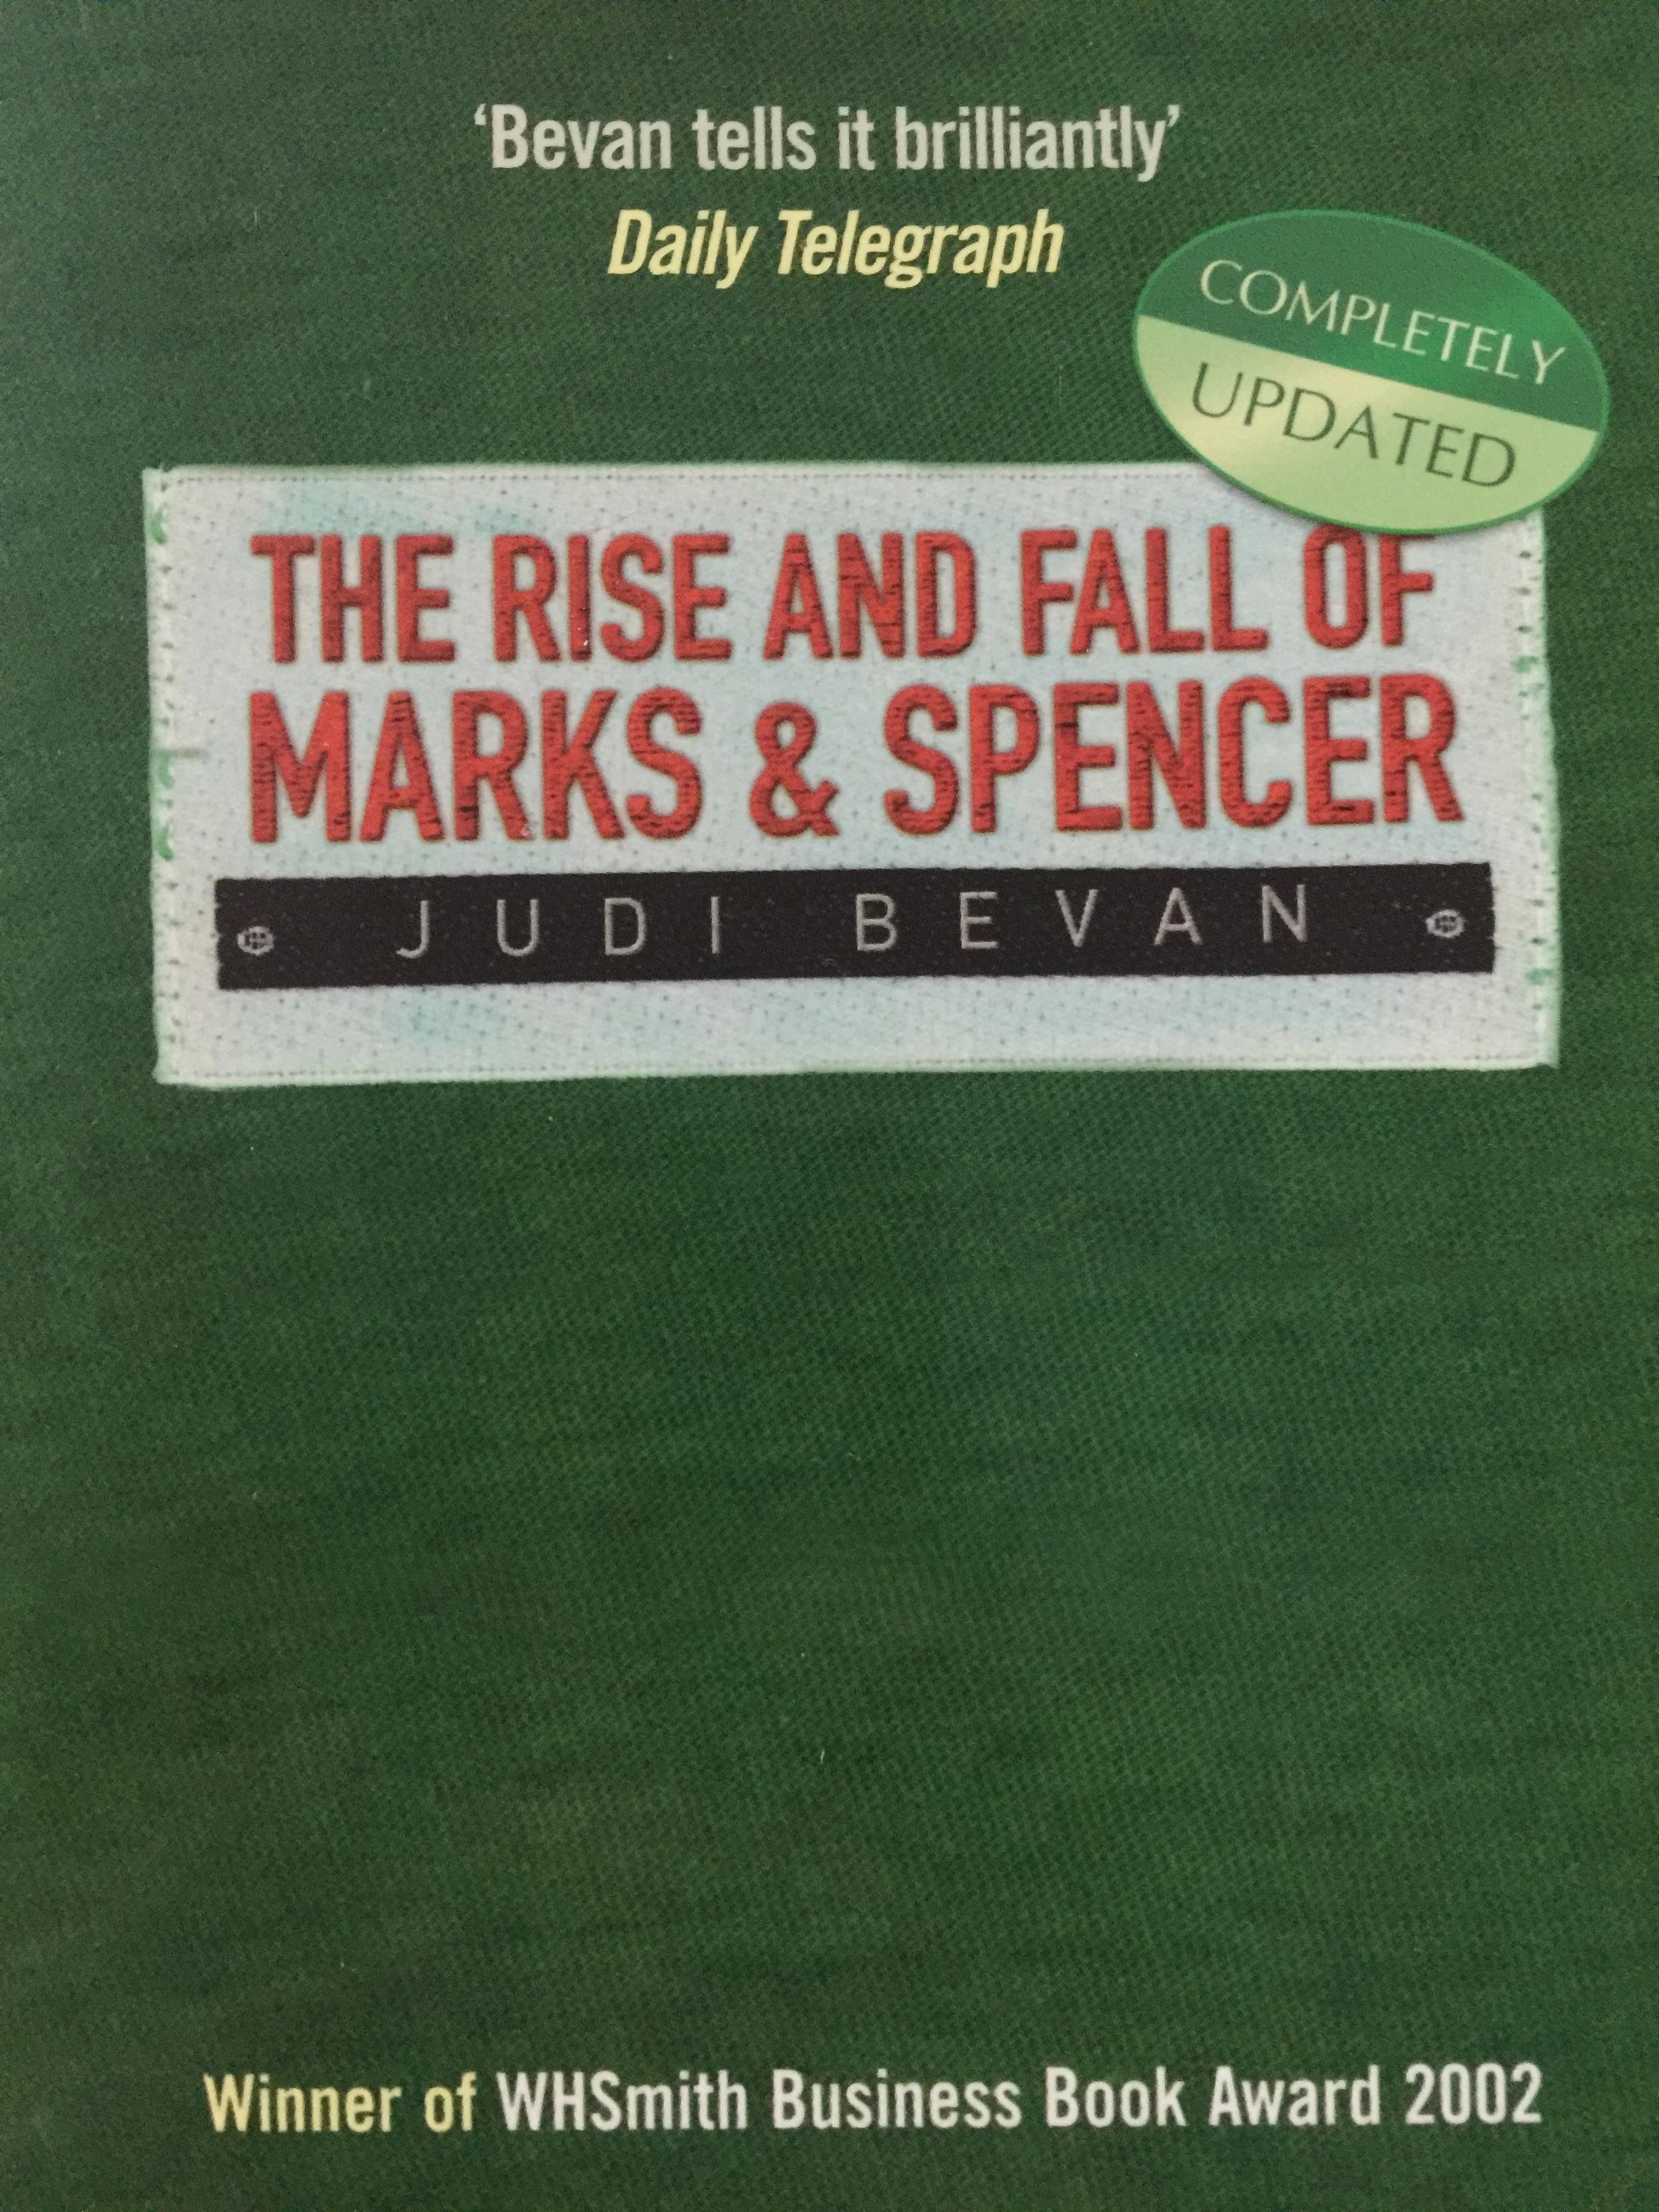 ‘Bevan tells it brilliantly’
Daily Telegraph
COMPLETELY
UPDATED
THE RISE AND FALL OF
MARKS & SPENCER
JUDI BEVAN
Winner of WHSmith Business Book Award 2002